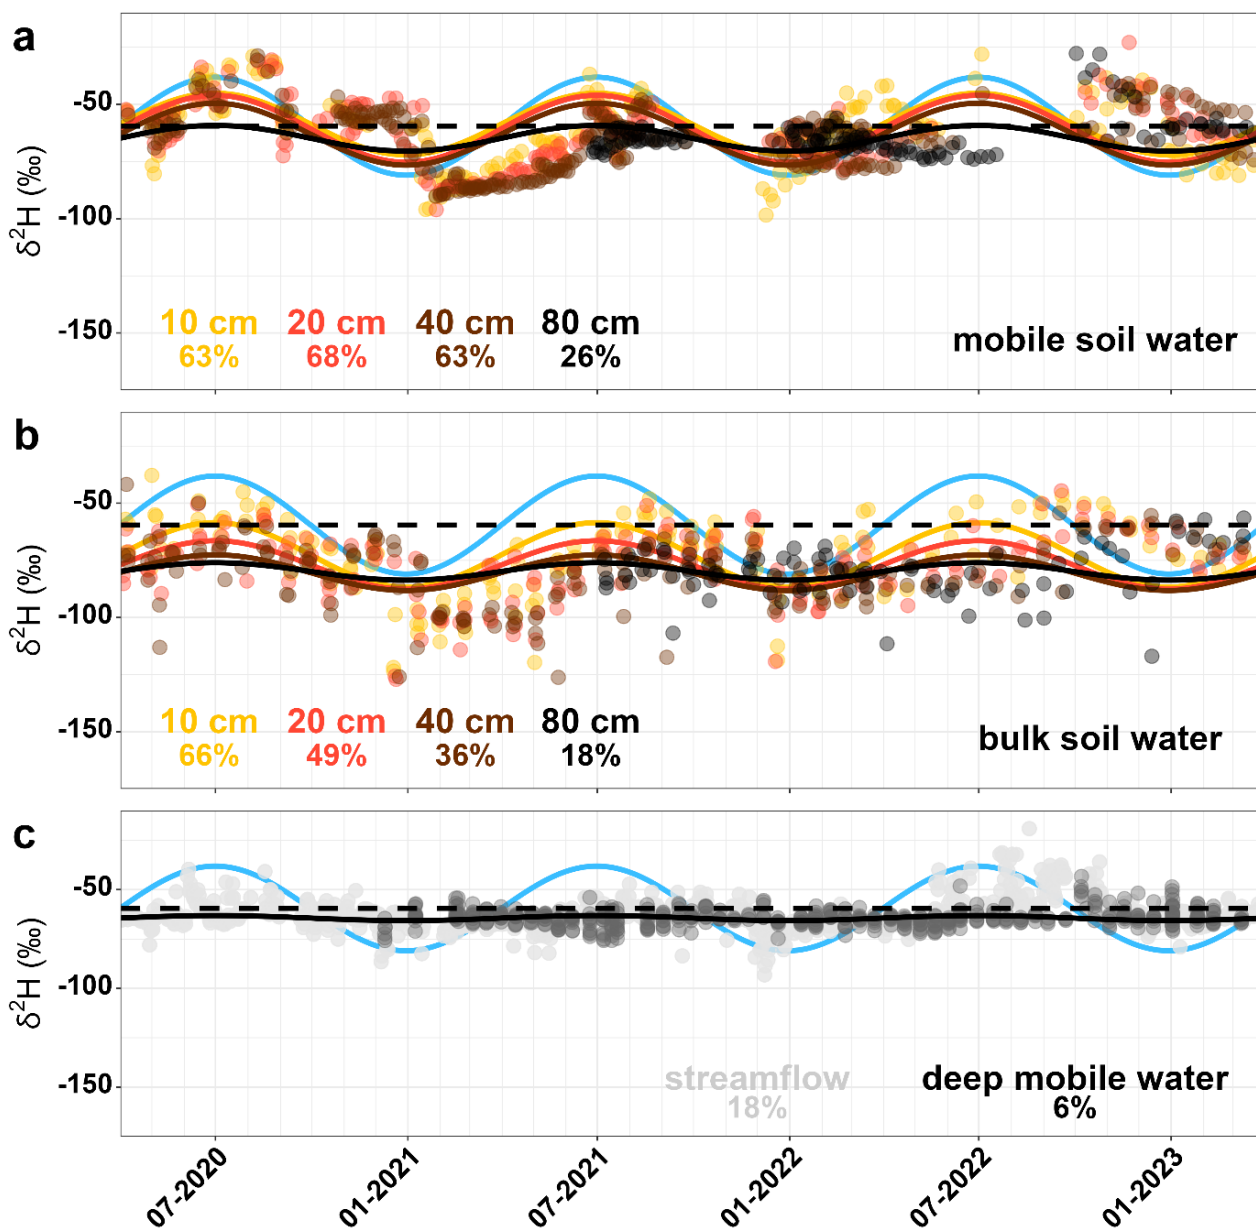 a
-50
-100
-150
δ²H (‰)
10 cm 20 cm 40 cm 80 cm
63% 68% 63% 26%
mobile soil water
b
-50
-100
-150
δ²H (‰)
10 cm 20 cm 40 cm 80 cm
66% 49% 36% 18%
bulk soil water
c
-50
-100
-150
δ²H (‰)
streamflow deep mobile water
18% 6%
07-2020 01-2021 07-2021 01-2022 07-2022 01-2023